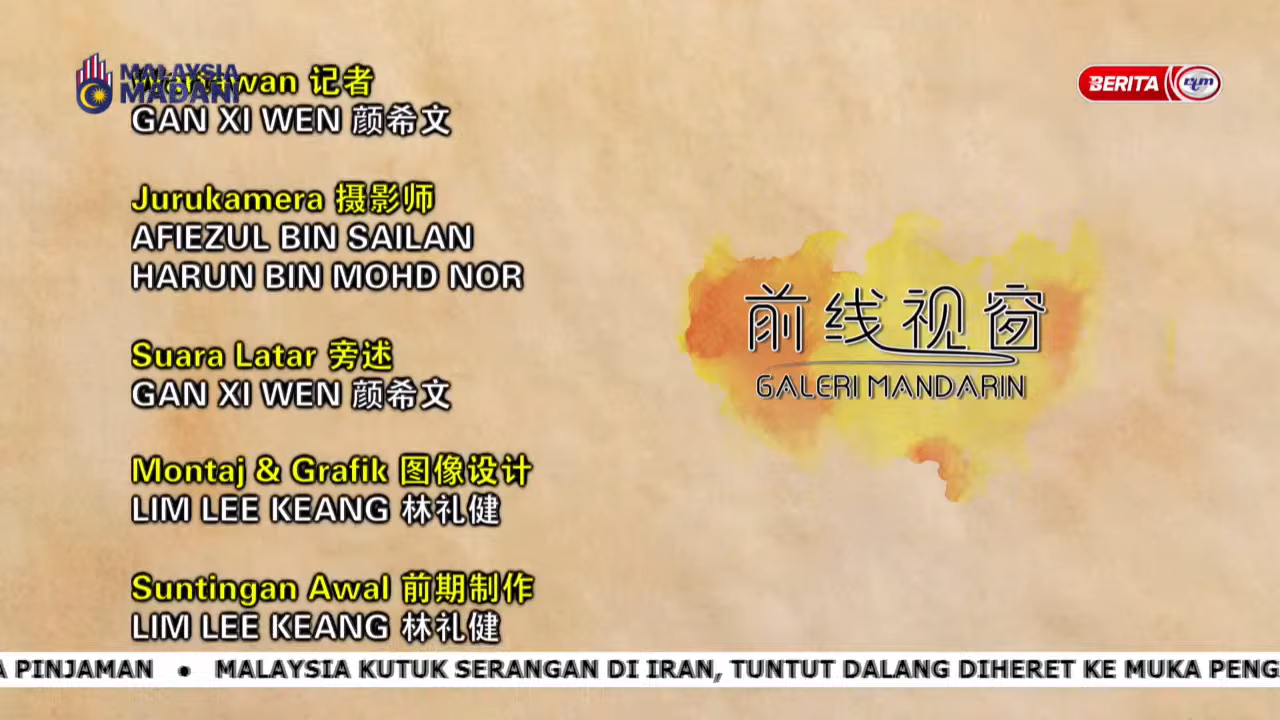 MALAYSIA
MADANI
Wartawan 记者
GAN XI WEN 颜希文
BERITA rtm
Jurukamera 摄影师
AFIEZUL BIN SAILAN
HARUN BIN MOHD NOR
前线视窗
GALERI MANDARIN
Suara Latar 旁述
GAN XI WEN 颜希文
Montaj & Grafik 图像设计
LIM LEE KEANG 林礼健
Suntingan Awal 前期制作
LIM LEE KEANG 林礼健
A PINJAMAN • MALAYSIA KUTUK SERANGAN DI IRAN, TUNTUT DALANG DIHERET KE MUKA PENG